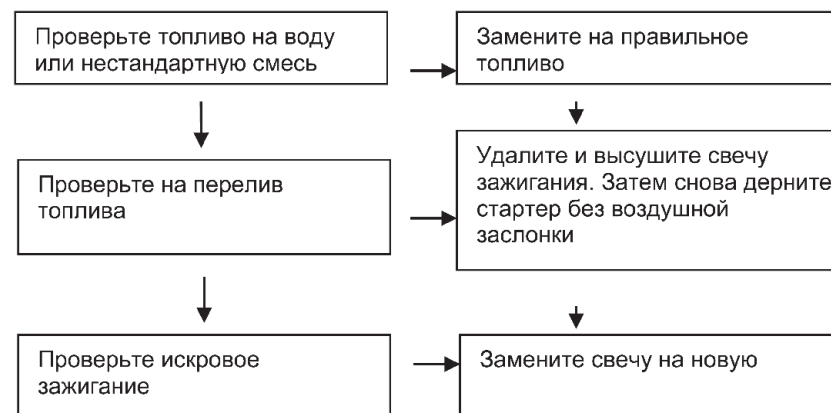 Проверьте топливо на воду
или нестандартную смесь
Замените на правильное
топливо
Проверьте на перелив
топлива
Удалите и высушите свечу
зажигания. Затем снова дерните
стартер без воздушной
заслонки
Проверьте искровое
зажигание
Замените свечу на новую